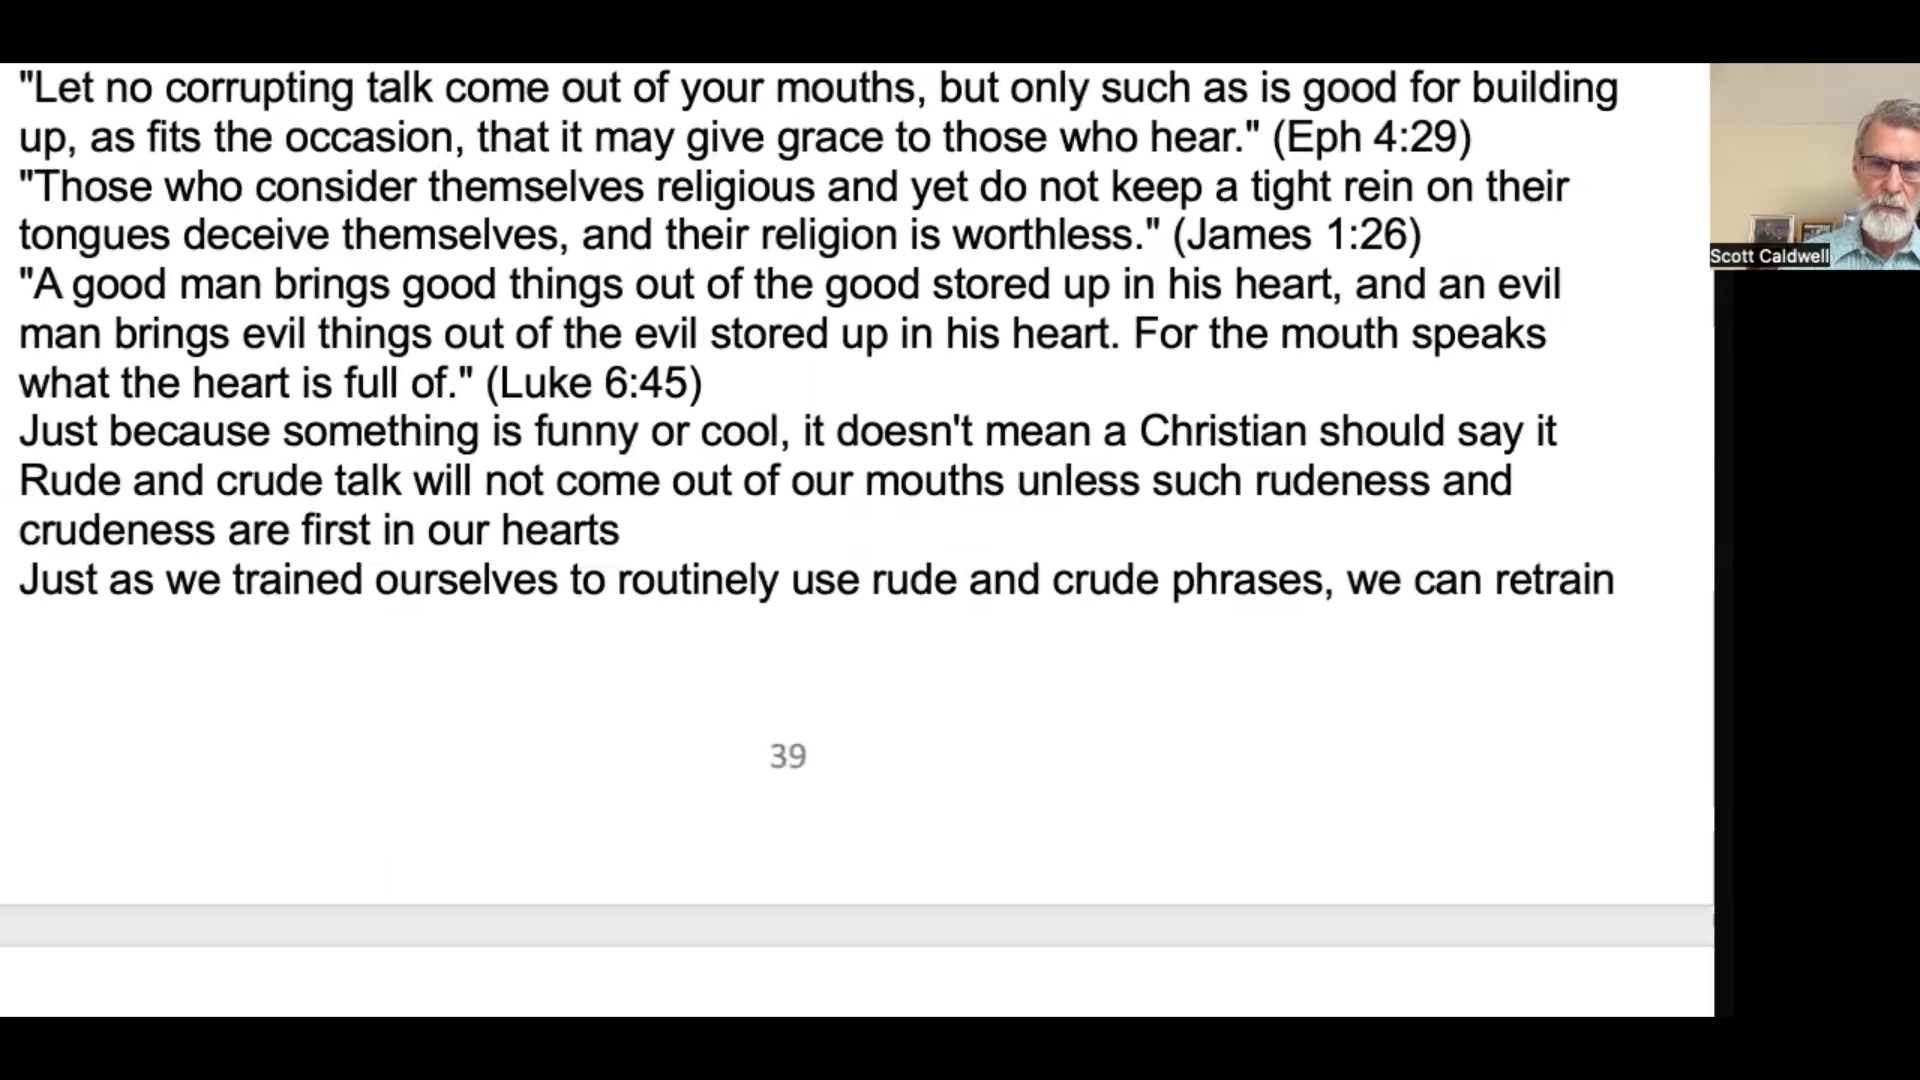 "Let no corrupting talk come out of your mouths, but only such as is good for building
up, as fits the occasion, that it may give grace to those who hear." (Eph 4:29)
"Those who consider themselves religious and yet do not keep a tight rein on their
tongues deceive themselves, and their religion is worthless." (James 1:26)
"A good man brings good things out of the good stored up in his heart, and an evil
man brings evil things out of the evil stored up in his heart. For the mouth speaks
what the heart is full of." (Luke 6:45)
Just because something is funny or cool, it doesn't mean a Christian should say it
Rude and crude talk will not come out of our mouths unless such rudeness and
crudeness are first in our hearts
Just as we trained ourselves to routinely use rude and crude phrases, we can retrain
39
Scott Caldwell